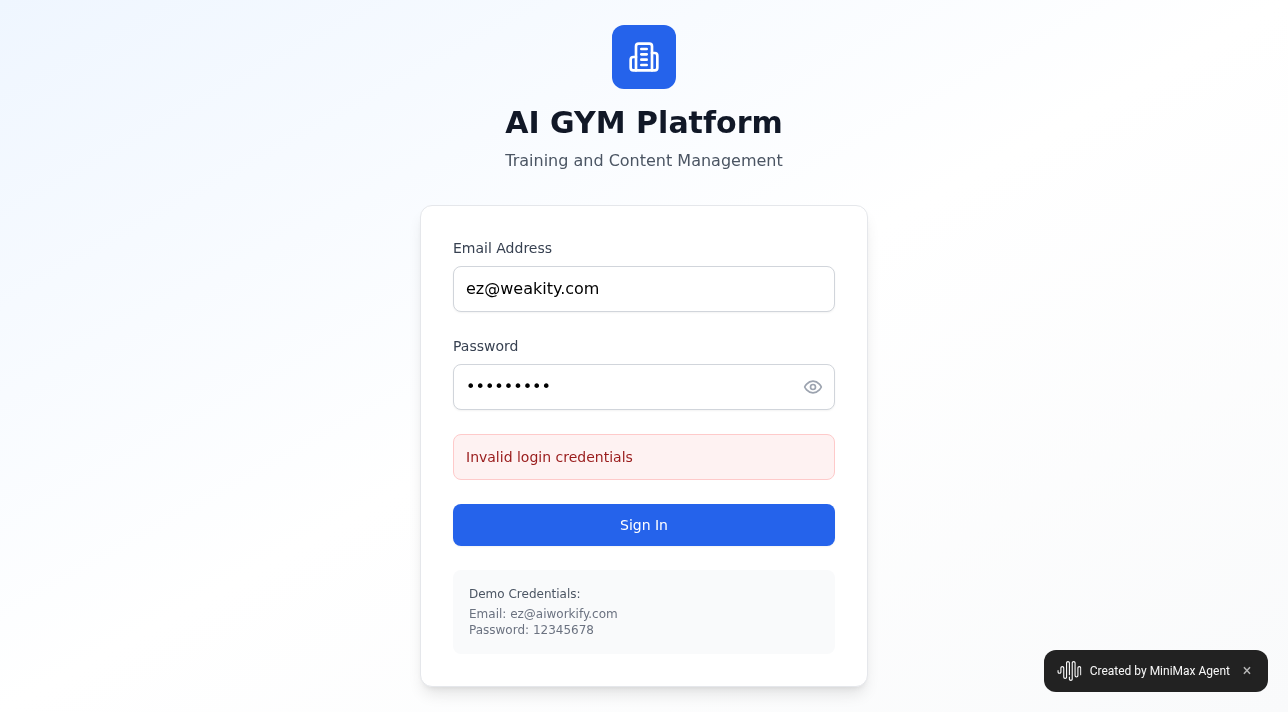 AI GYM Platform
Training and Content Management
Email Address
ez@weakity.com
Password
•••••••••
Invalid login credentials
Sign In
Demo Credentials:
Email: ez@aiworkify.com
Password: 12345678
Created by MiniMax Agent ×